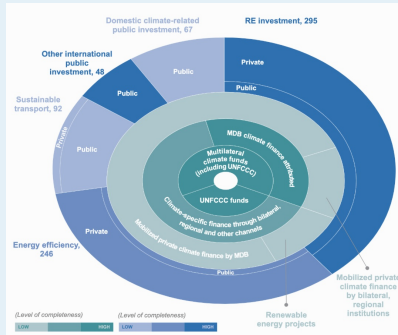 Domestic climate-related
public investment, 67
RE investment, 295
Other international
public
investment, 48
Private
Public
Public
Public
Sustainable
transport, 92
Private
Public
MDB climate finance attributed
Multilateral
climate funds
(including UNFCCC)
UNFCCC funds
Climate-specific finance through bilateral,
regional and other channels
Mobilized private climate finance by MDB
Energy efficiency,
246
Private
Public
Mobilized private
climate finance
by bilateral,
regional
institutions
Renewable
energy projects
(Level of completeness)
(Level of completeness)
LOW
HIGH
LOW
HIGH